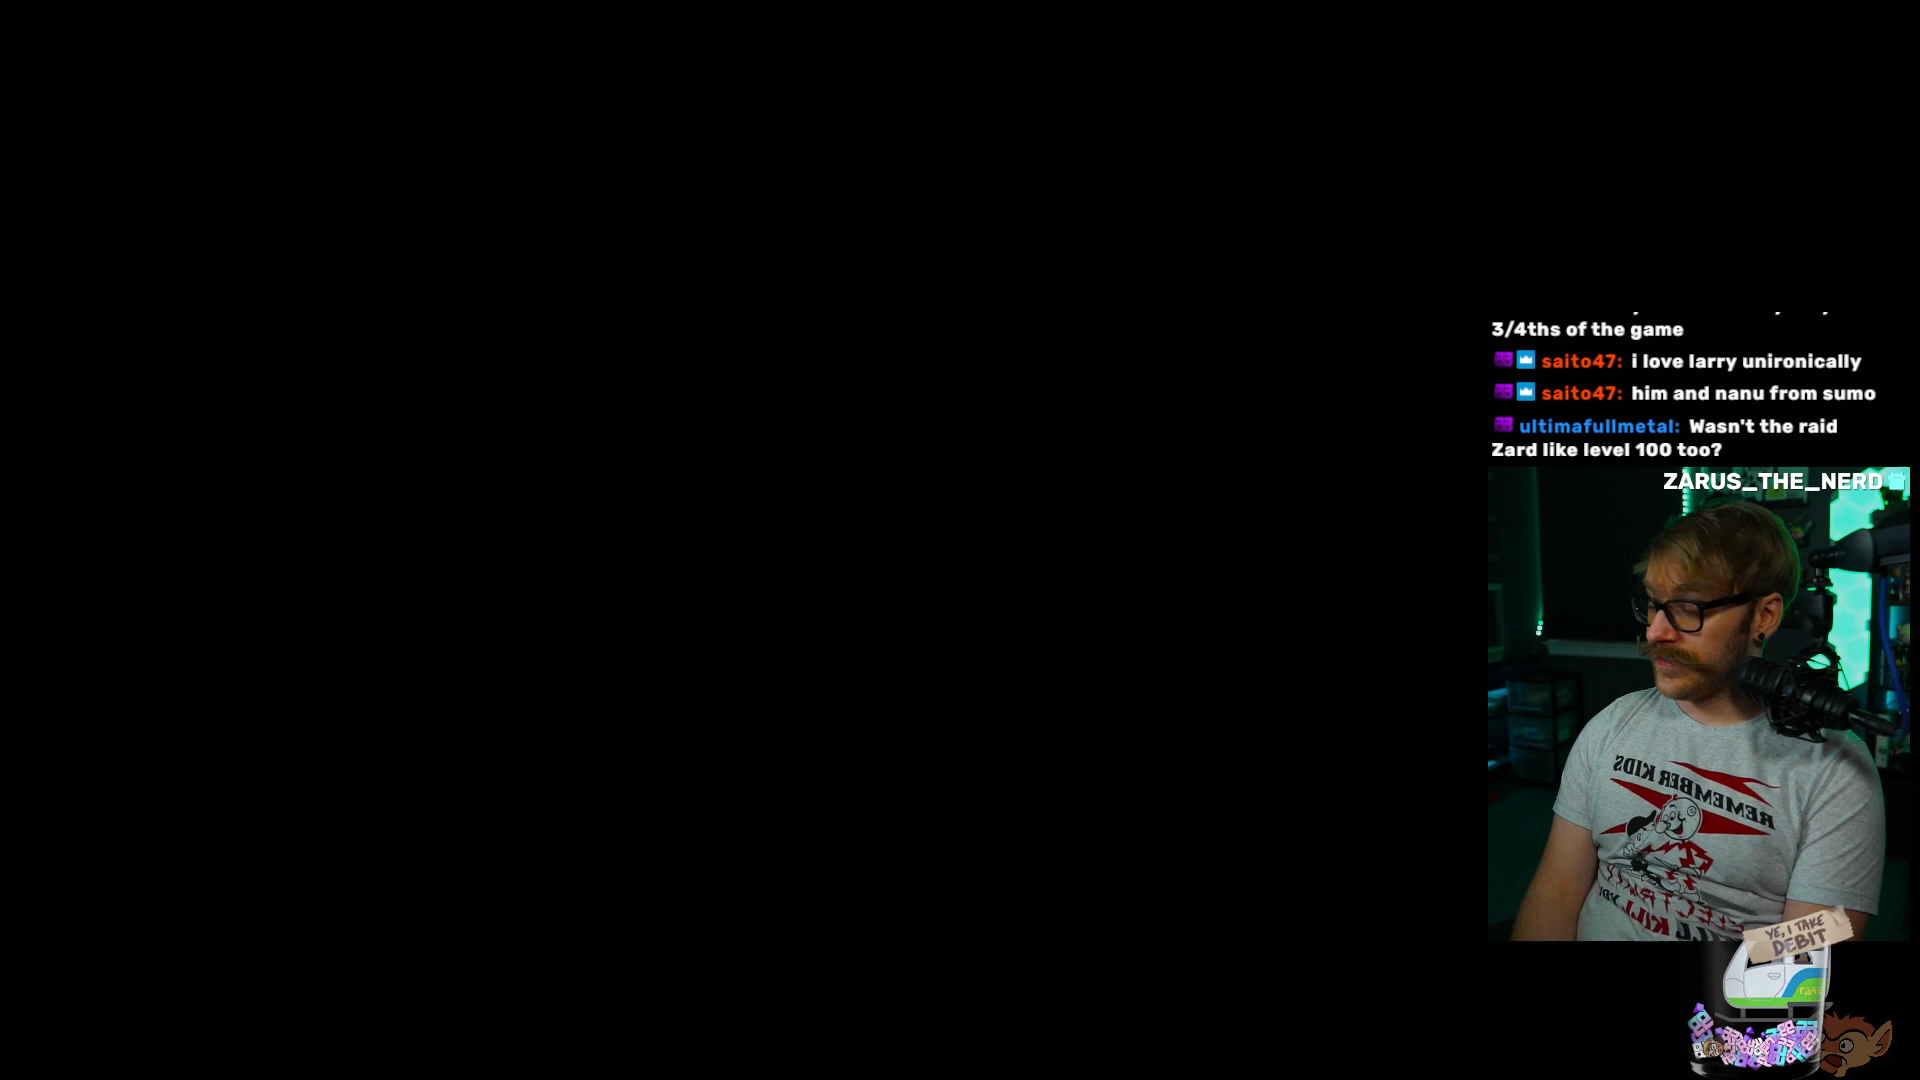 3/4ths of the game
saito47: i love larry unironically
saito47: him and nanu from sumo
ultimafullmetal: Wasn't the raid
Zard like level 100 too?
ZARUS_THE_NERD
REMEMBER KIDS
YE, I TAKE
DEBIT